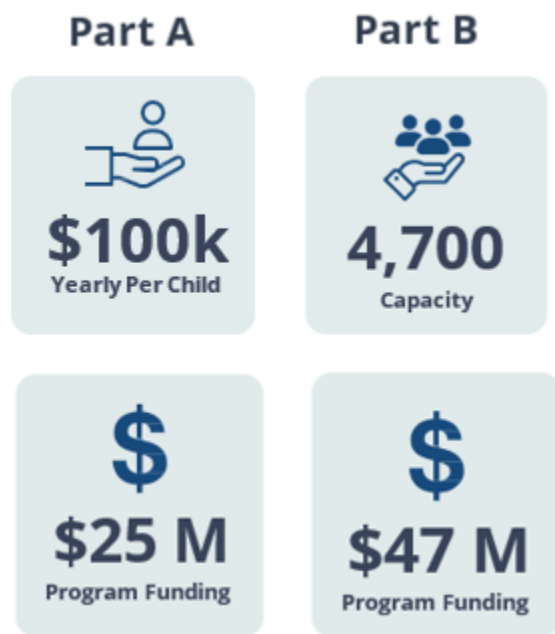 Part A
Part B
$100k
Yearly Per Child
4,700
Capacity
$
$25 M
Program Funding
$
$47 M
Program Funding